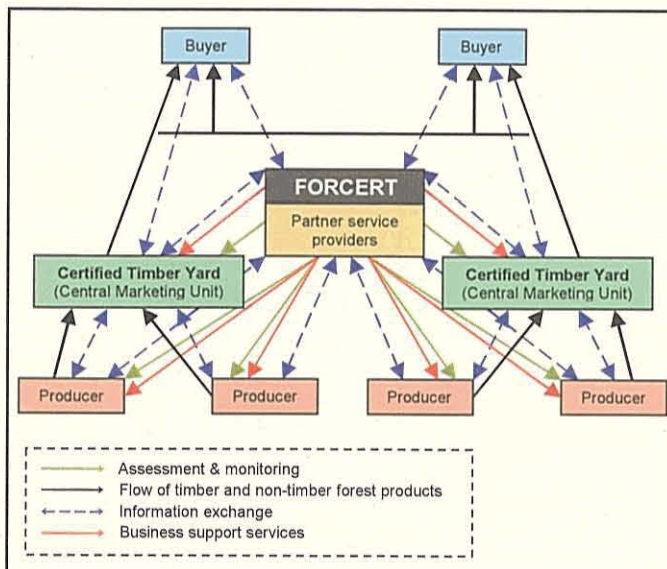 Buyer
Buyer
FORCERT
Partner service
providers
Certified Timber Yard
(Central Marketing Unit)
Certified Timber Yard
(Central Marketing Unit)
Producer
Producer
Producer
Producer
Assessment & monitoring
Flow of timber and non-timber forest products
Information exchange
Business support services